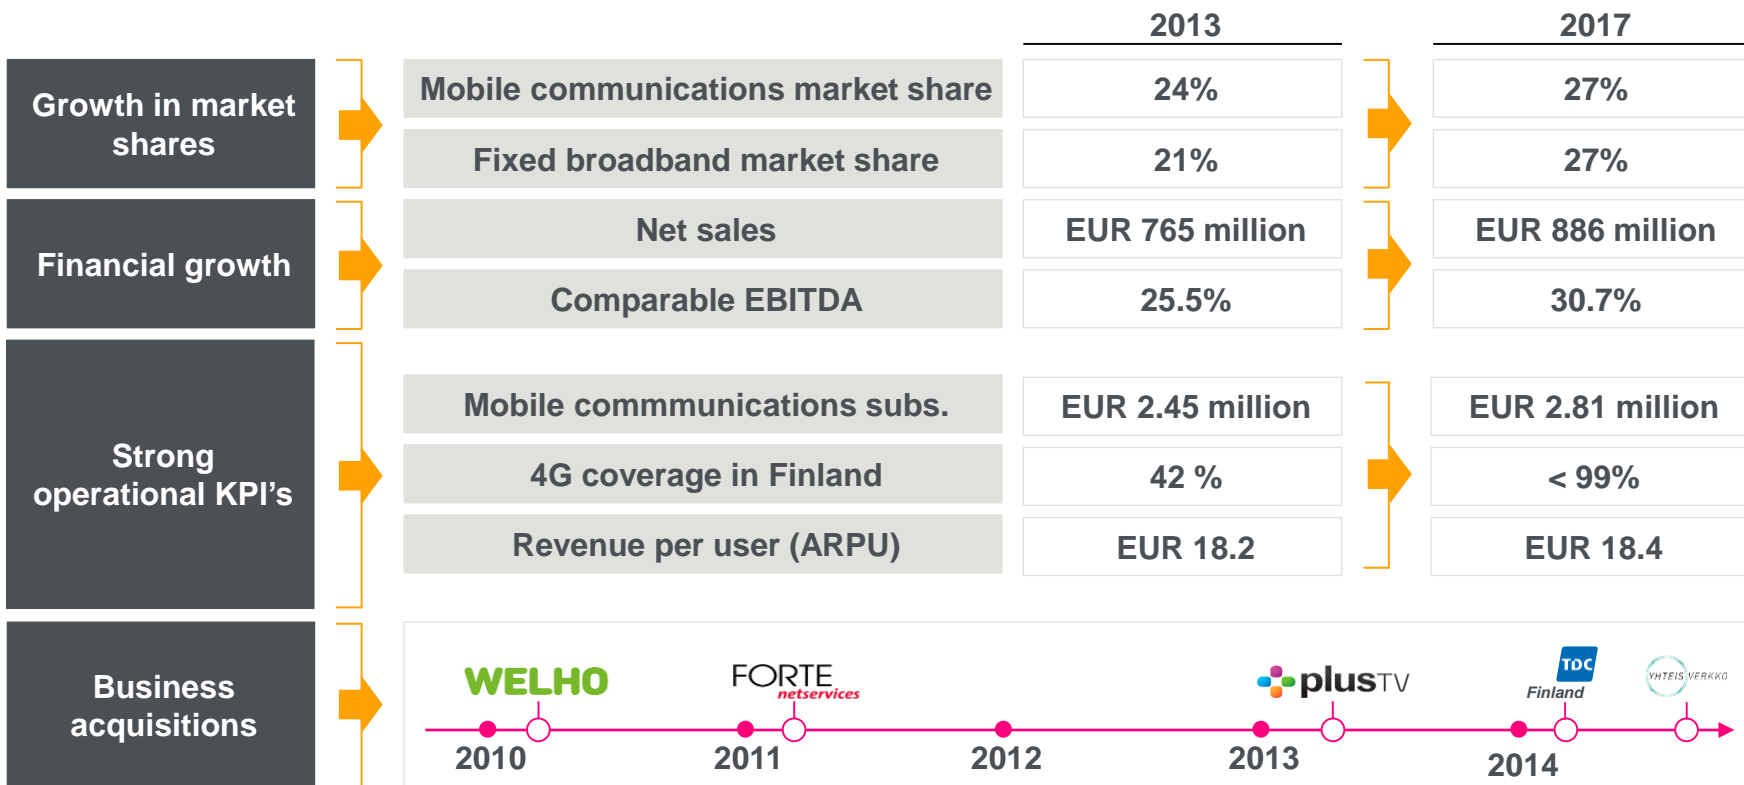 2013 2017
Growth in market
shares
Mobile communications market share 24% 27%
Fixed broadband market share 21% 27%
Financial growth
Net sales EUR 765 million EUR 886 million
Comparable EBITDA 25.5% 30.7%
Strong
operational KPI’s
Mobile commmunications subs. EUR 2.45 million EUR 2.81 million
4G coverage in Finland 42 % < 99%
Revenue per user (ARPU) EUR 18.2 EUR 18.4
Business
acquisitions
WELHO
FORTE
netservices
plusTV
TDC
Finland
YHTEISVERKKO
2010 2011 2012 2013 2014